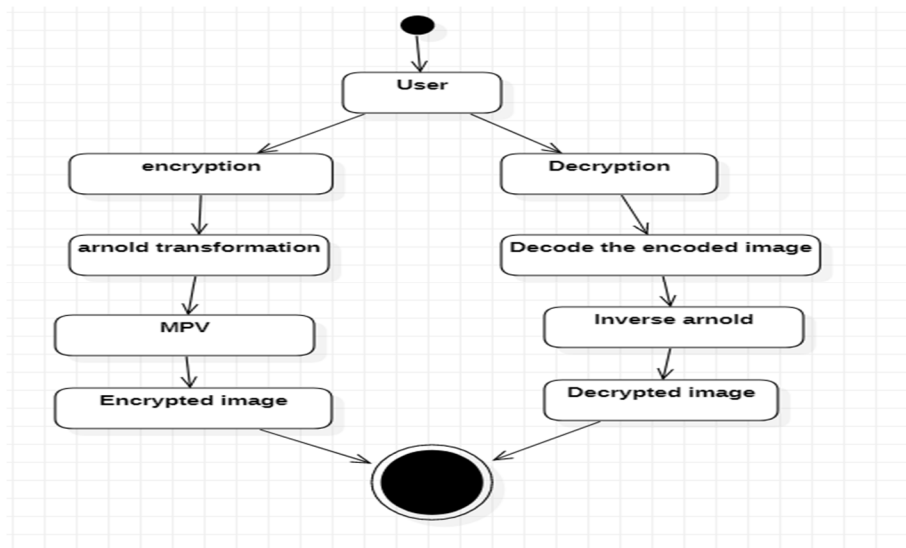 User
encryption
Decryption
arnold transformation
Decode the encoded image
MPV
Inverse arnold
Encrypted image
Decrypted image